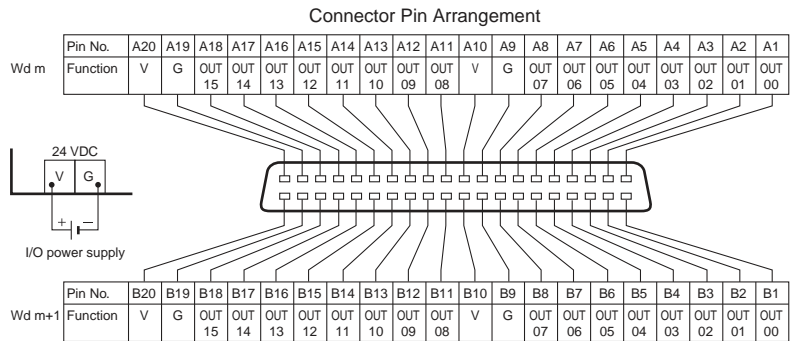 Connector Pin Arrangement
Pin No. A20 A19 A18 A17 A16 A15 A14 A13 A12 A11 A10 A9 A8 A7 A6 A5 A4 A3 A2 A1
Wd m Function V G OUT OUT OUT OUT OUT OUT OUT OUT V G OUT OUT OUT OUT OUT OUT OUT OUT
15 14 13 12 11 10 09 08 07 06 05 04 03 02 01 00
24 VDC
V G
+ −
I/O power supply
Pin No. B20 B19 B18 B17 B16 B15 B14 B13 B12 B11 B10 B9 B8 B7 B6 B5 B4 B3 B2 B1
Wd m+1 Function V G OUT OUT OUT OUT OUT OUT OUT OUT V G OUT OUT OUT OUT OUT OUT OUT OUT
15 14 13 12 11 10 09 08 07 06 05 04 03 02 01 00